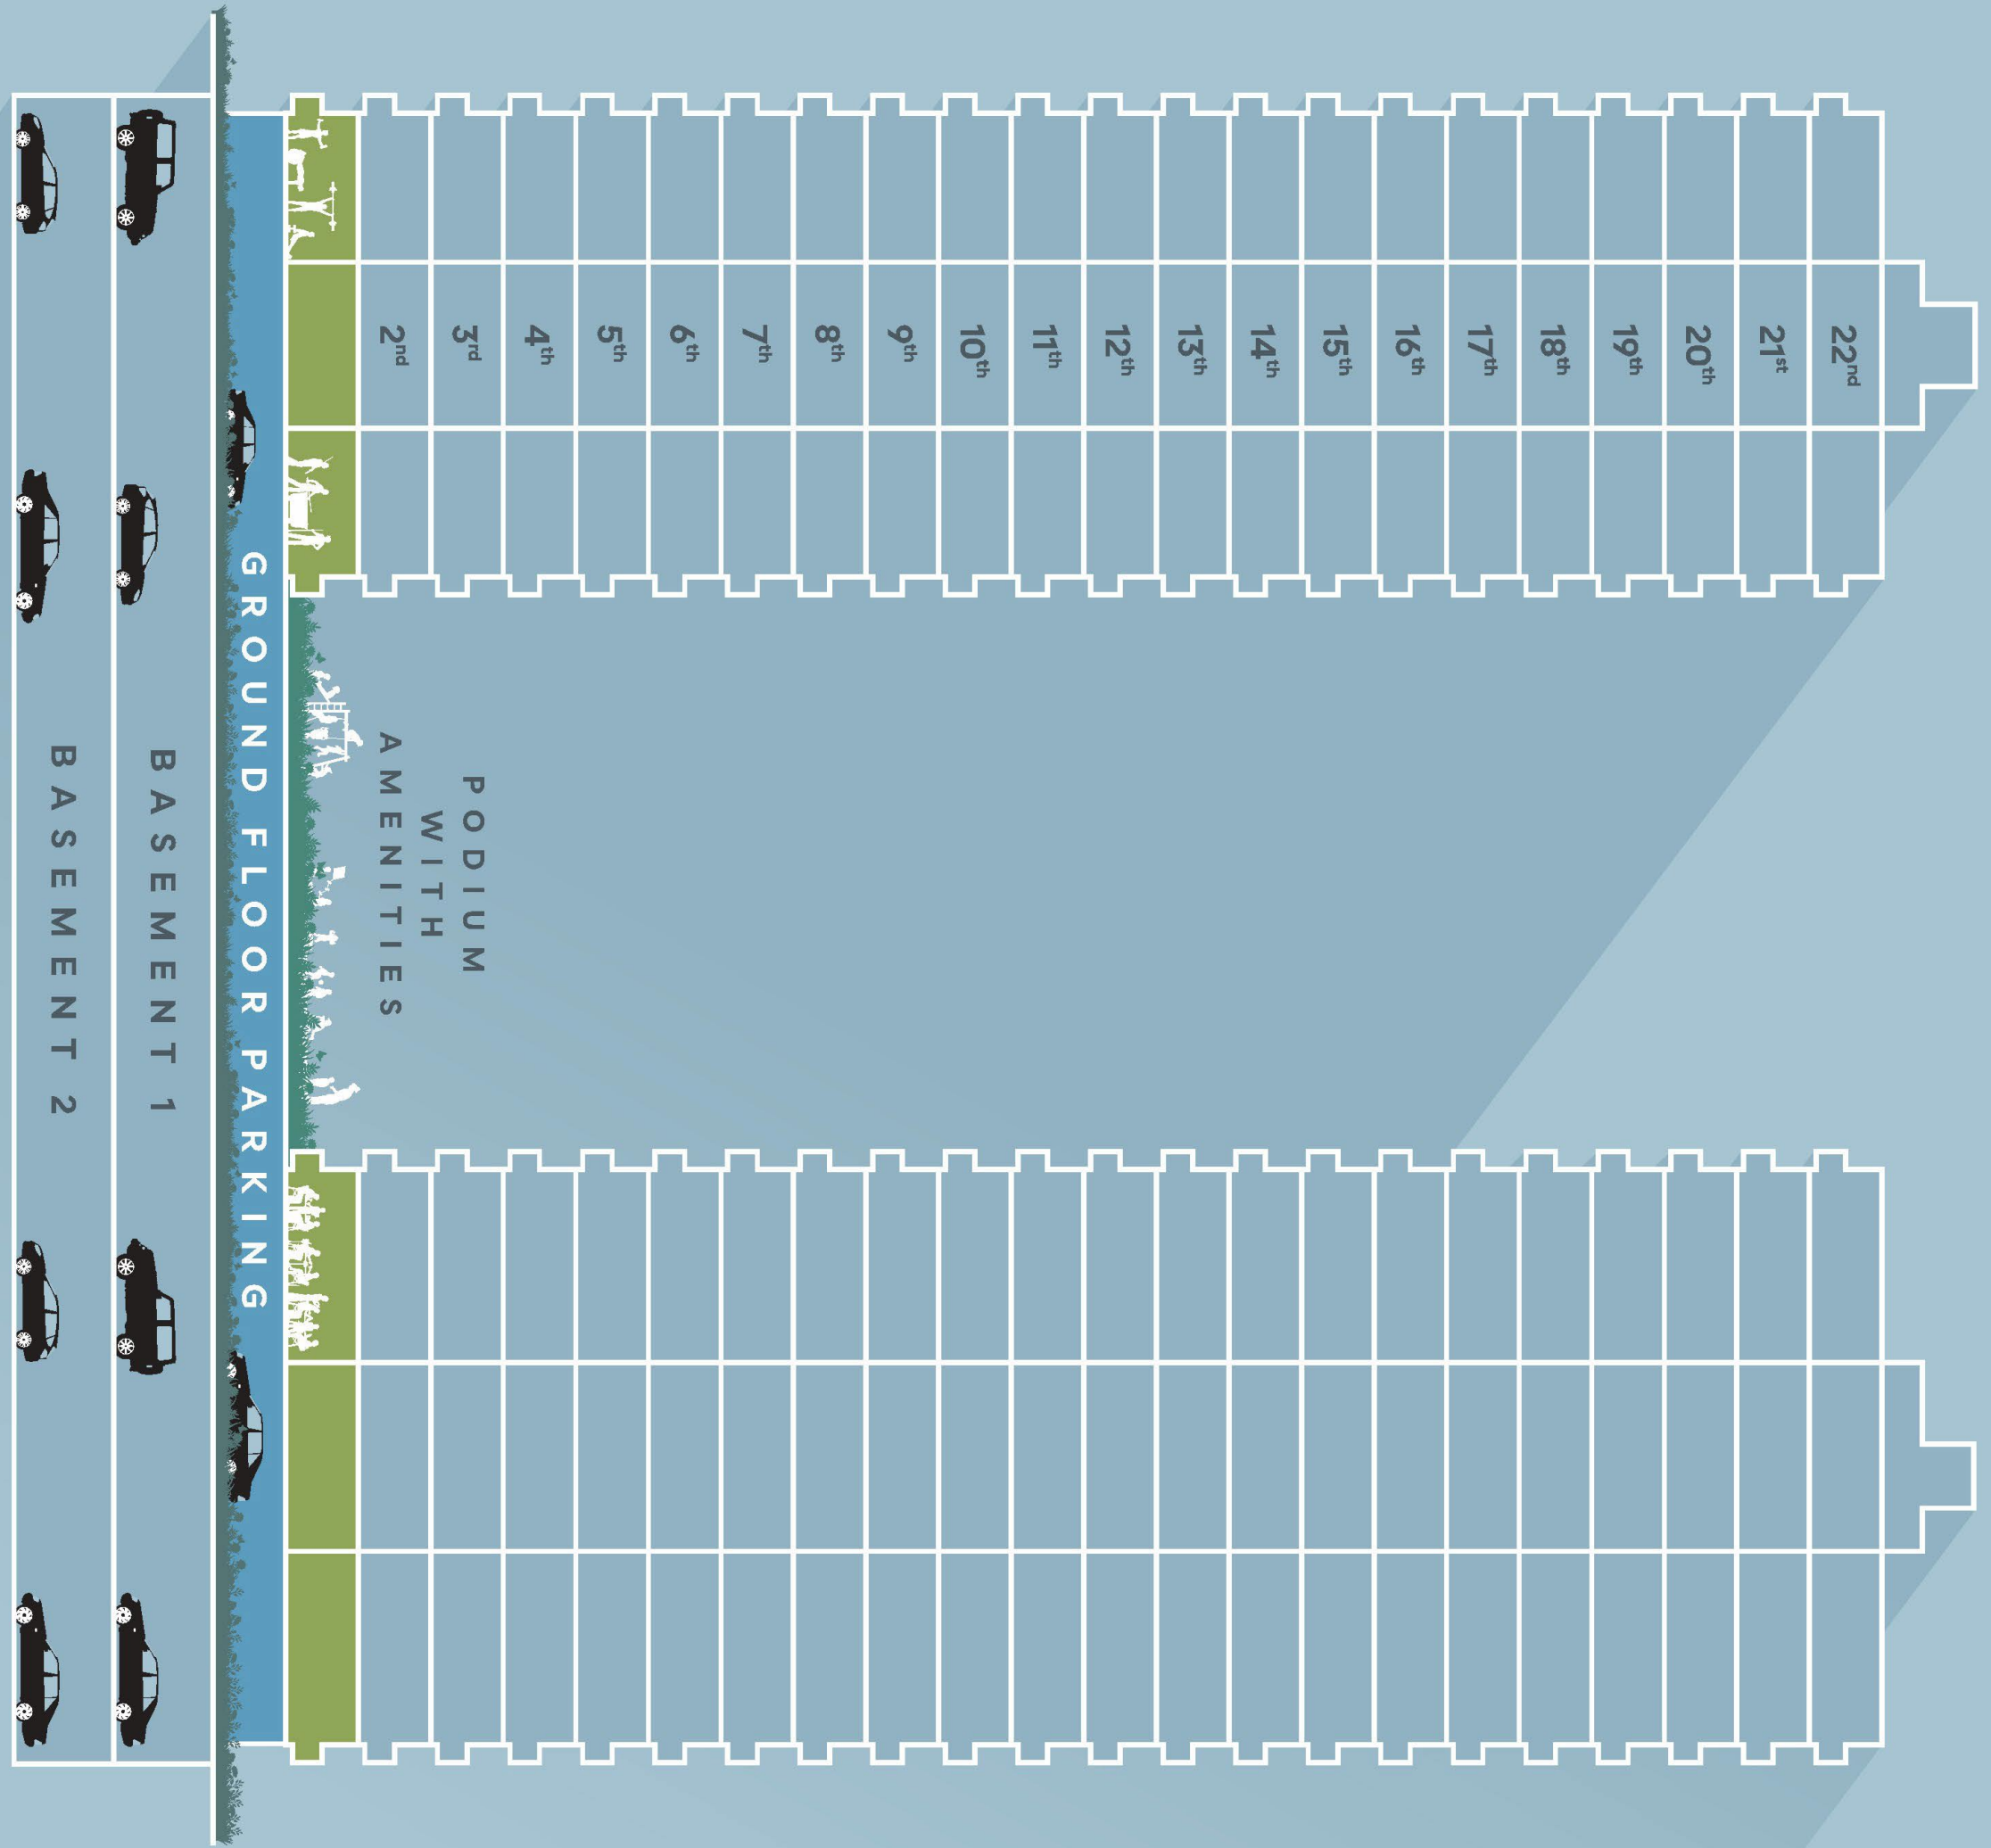 22nd
21st
20th
19th
18th
17th
16th
15th
14th
13th
12th
11th
10th
9th
8th
7th
6th
5th
4th
3rd
2nd
PODIUM
WITH
AMENITIES
GROUND FLOOR PARKING
BASEMENT 1
BASEMENT 2